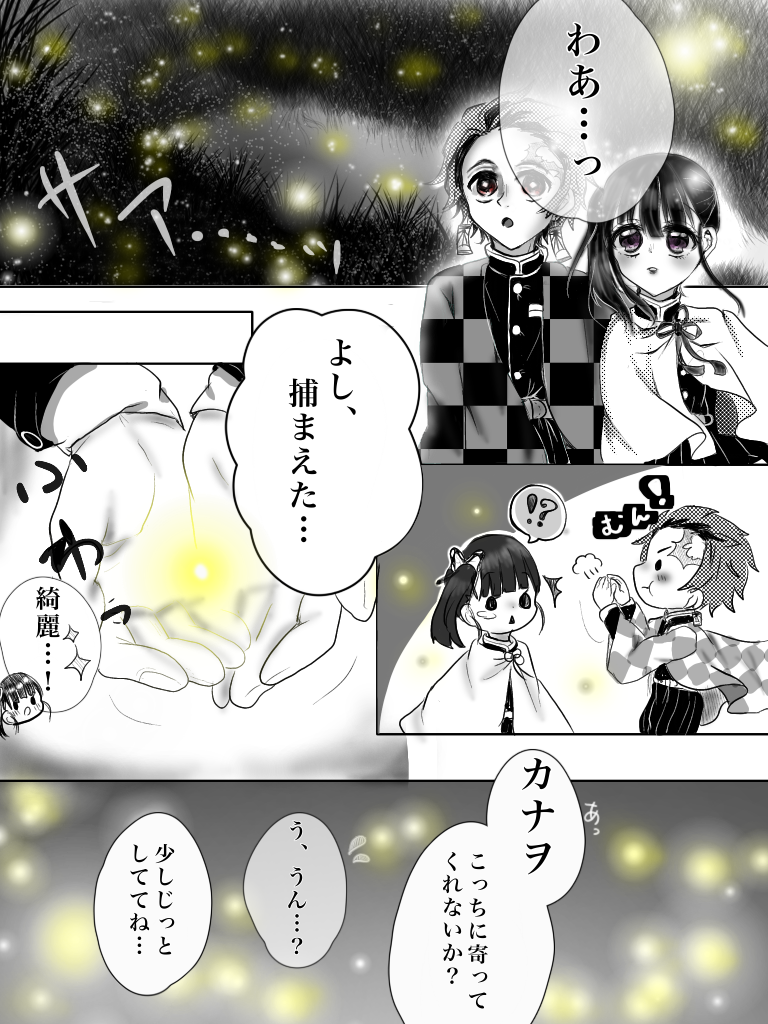 わあ…っ
サァ……ッ
むん!
!?
よし、
捕まえた…
ふ
わ
っ
綺麗…!
カナヲ
こっちに寄って
くれないか?
あっ
う、うん…?
少しじっと
しててね…